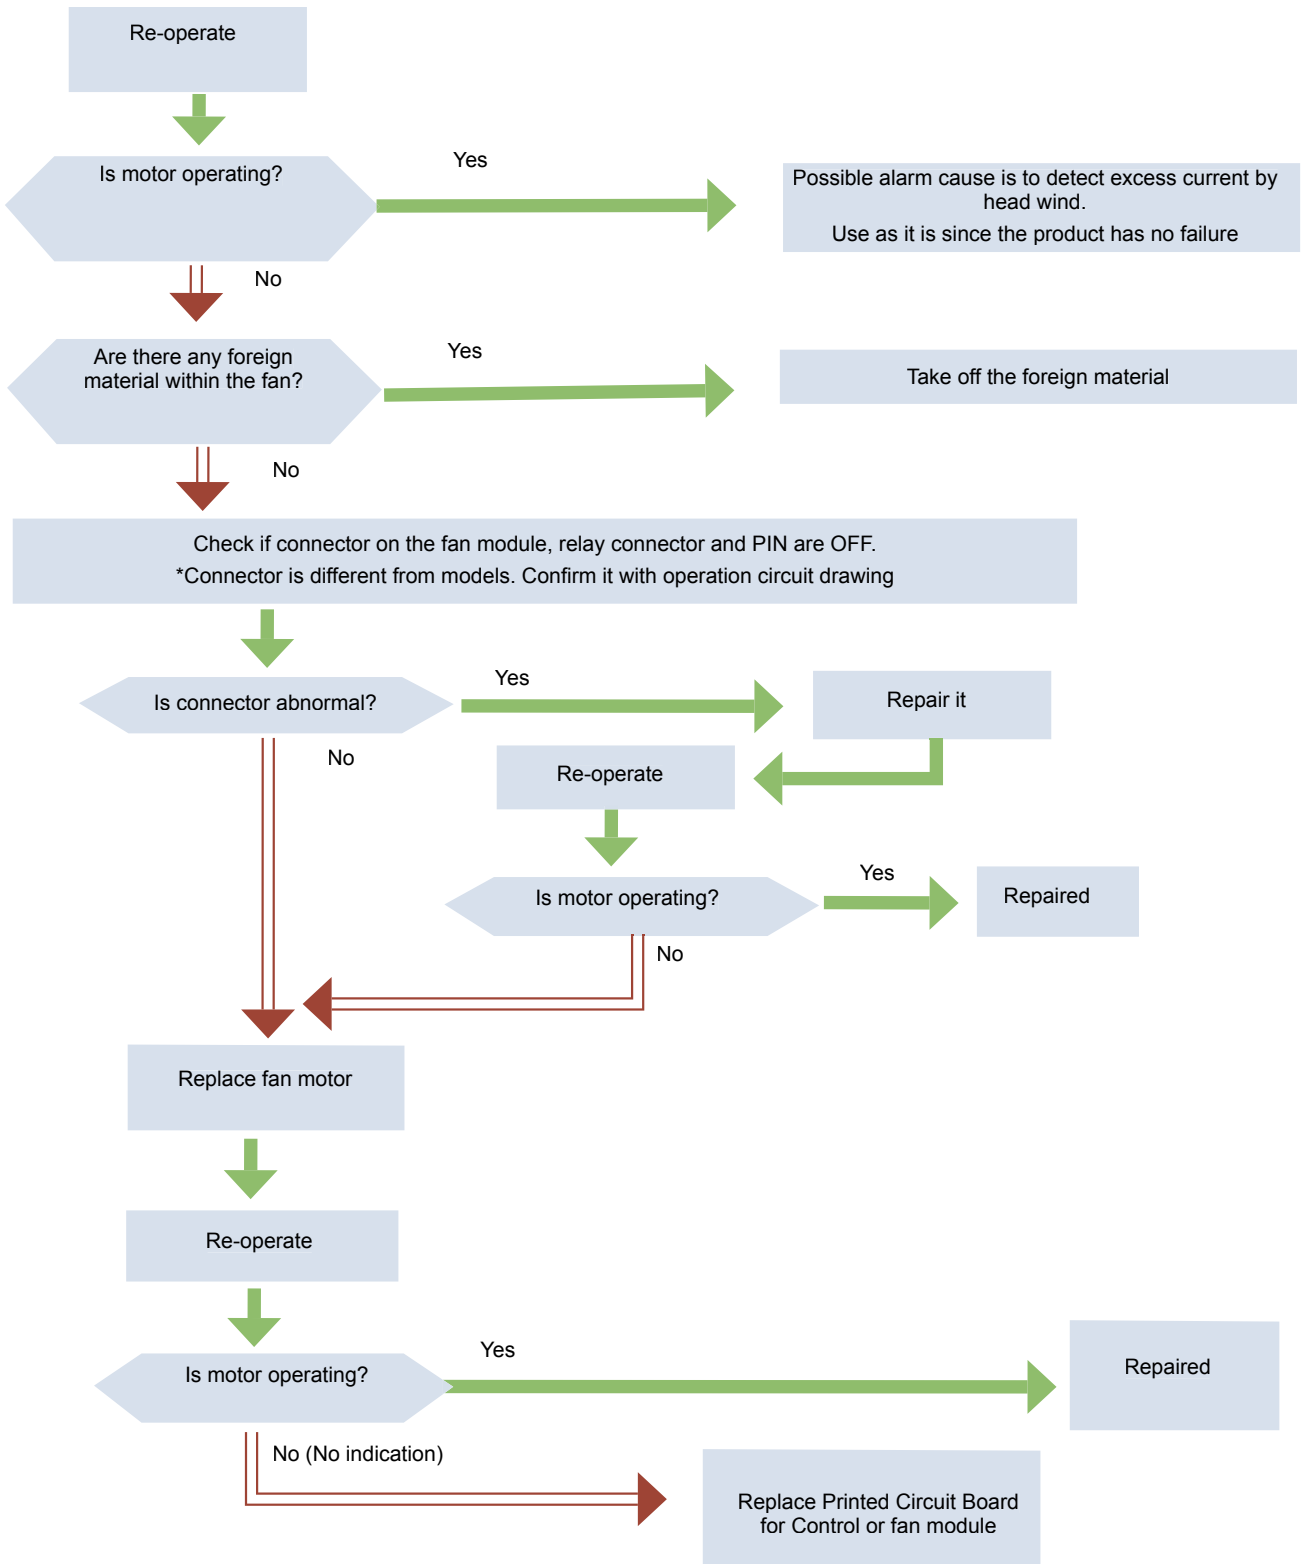 Re-operate
Is motor operating?
Yes
Possible alarm cause is to detect excess current by
head wind.
Use as it is since the product has no failure
No
Are there any foreign
material within the fan?
Yes
Take off the foreign material
No
Check if connector on the fan module, relay connector and PIN are OFF.
*Connector is different from models. Confirm it with operation circuit drawing
Is connector abnormal?
Yes
Repair it
No
Re-operate
Is motor operating?
Yes
Repaired
No
Replace fan motor
Re-operate
Is motor operating?
Yes
Repaired
No (No indication)
Replace Printed Circuit Board
for Control or fan module